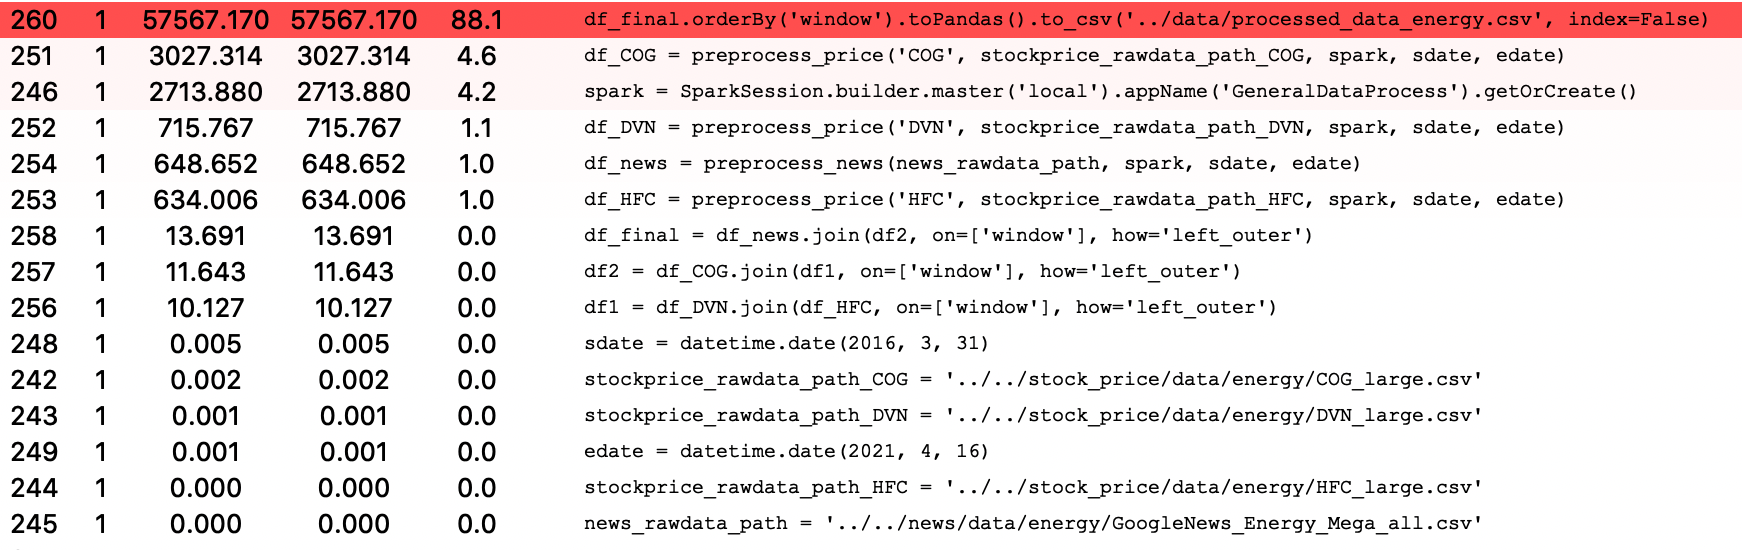 260 1 57567.170 57567.170 88.1 df_final.orderBy('window').toPandas().to_csv('../data/processed_data_energy.csv', index=False)
251 1 3027.314 3027.314 4.6 df_COG = preprocess_price('COG', stockprice_rawdata_path_COG, spark, sdate, edate)
246 1 2713.880 2713.880 4.2 spark = SparkSession.builder.master('local').appName('GeneralDataProcess').getOrCreate()
252 1 715.767 715.767 1.1 df_DVN = preprocess_price('DVN', stockprice_rawdata_path_DVN, spark, sdate, edate)
254 1 648.652 648.652 1.0 df_news = preprocess_news(news_rawdata_path, spark, sdate, edate)
253 1 634.006 634.006 1.0 df_HFC = preprocess_price('HFC', stockprice_rawdata_path_HFC, spark, sdate, edate)
258 1 13.691 13.691 0.0 df_final = df_news.join(df2, on=['window'], how='left_outer')
257 1 11.643 11.643 0.0 df2 = df_COG.join(df1, on=['window'], how='left_outer')
256 1 10.127 10.127 0.0 df1 = df_DVN.join(df_HFC, on=['window'], how='left_outer')
248 1 0.005 0.005 0.0 sdate = datetime.date(2016, 3, 31)
242 1 0.002 0.002 0.0 stockprice_rawdata_path_COG = '../../stock_price/data/energy/COG_large.csv'
243 1 0.001 0.001 0.0 stockprice_rawdata_path_DVN = '../../stock_price/data/energy/DVN_large.csv'
249 1 0.001 0.001 0.0 edate = datetime.date(2021, 4, 16)
244 1 0.000 0.000 0.0 stockprice_rawdata_path_HFC = '../../stock_price/data/energy/HFC_large.csv'
245 1 0.000 0.000 0.0 news_rawdata_path = '../../news/data/energy/GoogleNews_Energy_Mega_all.csv'